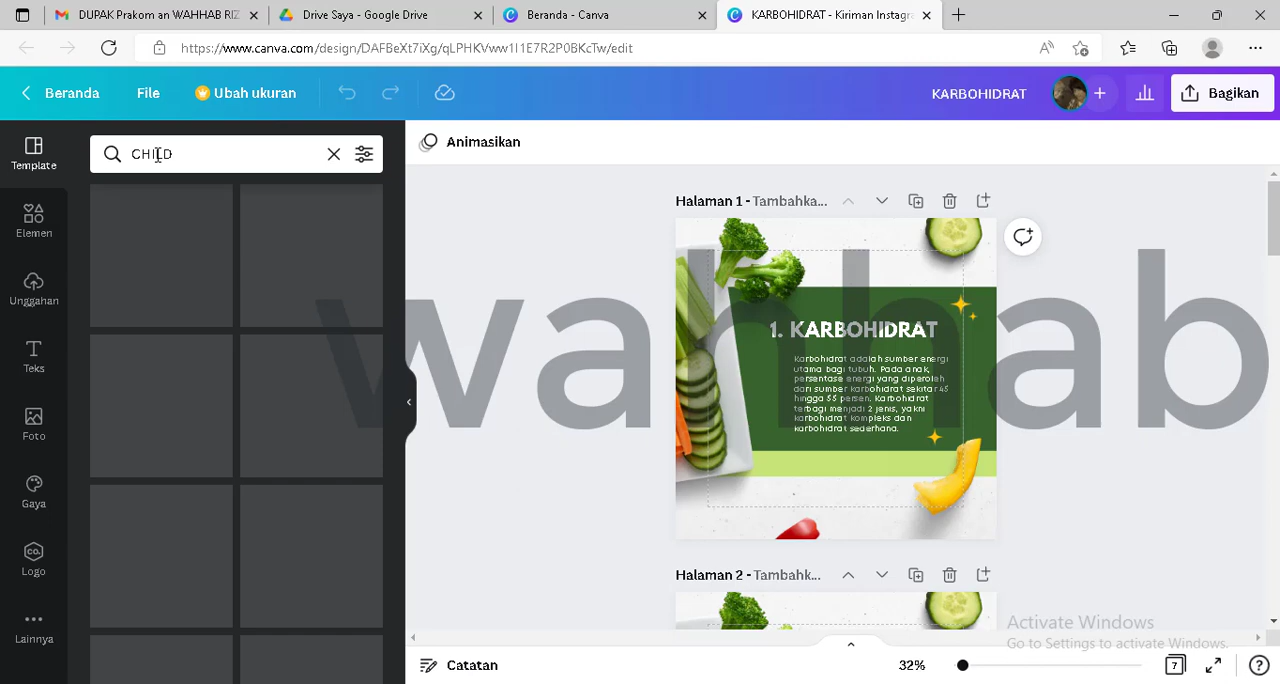 DUPAK Prakom an WAHHAB RIZ
Drive Saya - Google Drive
Beranda - Canva
KARBOHIDRAT - Kiriman Instagra
https://www.canva.com/design/DAFBeXt7iXg/qLPHKVww1I1E7R2P0BKcTw/edit
Beranda
File
Ubah ukuran
KARBOHIDRAT
Bagikan
Template
Elemen
Unggahan
Teks
Foto
Gaya
CO.
Logo
Lainnya
CHILD
Animasikan
Halaman 1 - Tambahka...
wahhab
1. KARBOHIDRAT
Karbohidrat adalah sumber energi
utama bagi tubuh. Pada anak,
persentase energi yang diperoleh
dari sumber karbohidrat sekitar 45
hingga 55 persen. Karbohidrat
terbagi menjadi 2 jenis, yakni
karbohidrat kompleks dan
karbohidrat sederhana.
Halaman 2 - Tambahk...
Activate Windows
Go to Settings to activate Windows.
Catatan
32%
7